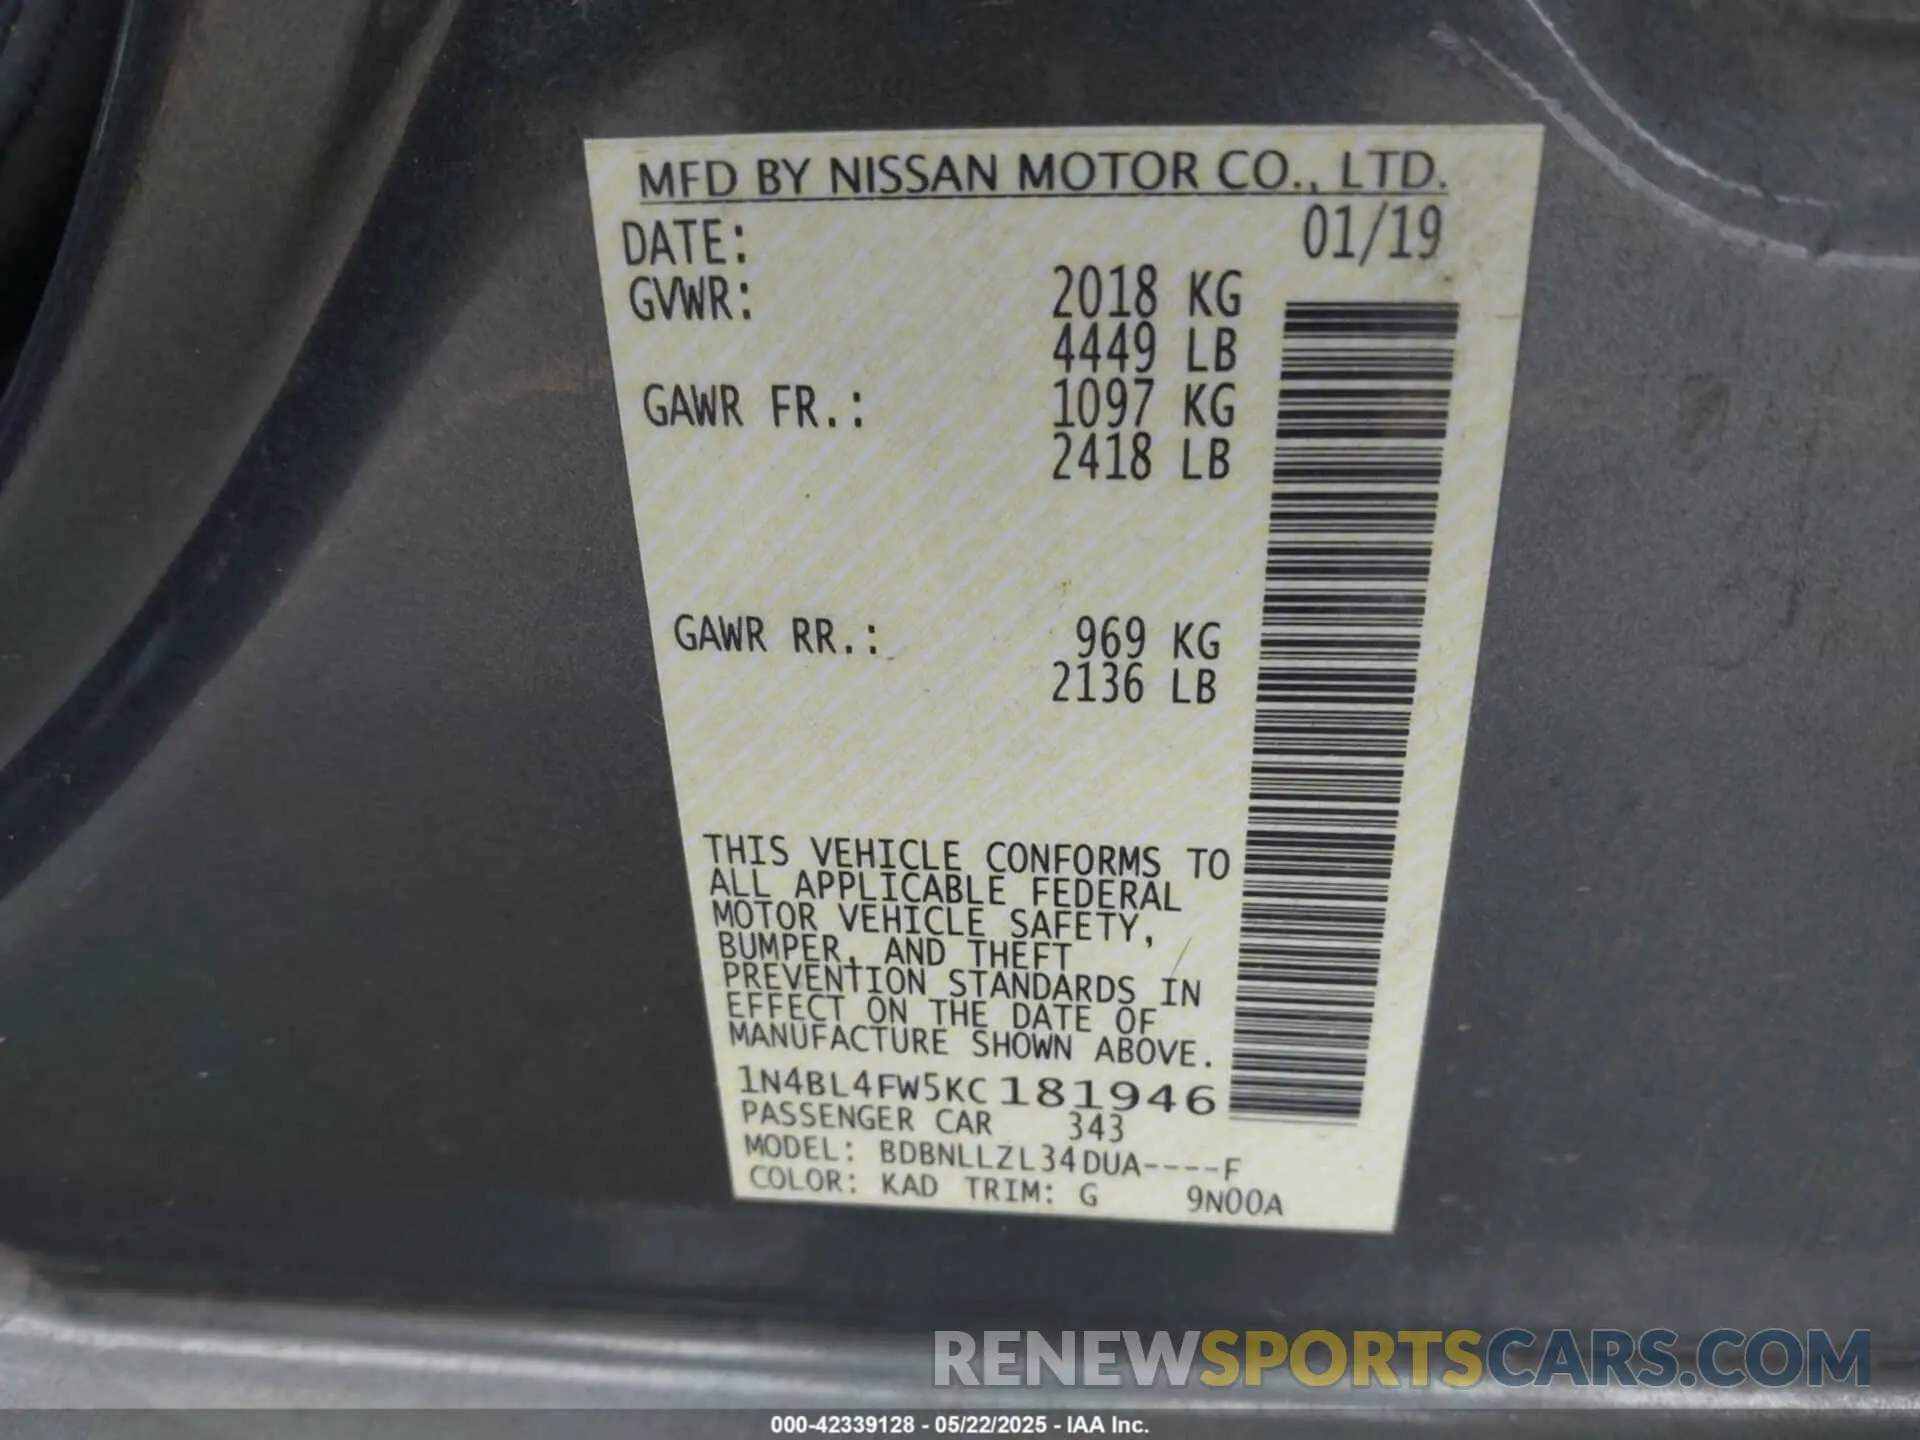 MFD BY NISSAN MOTOR CO., LTD.
DATE: 01/19
GVWR: 2018 KG
4449 LB
GAWR FR.: 1097 KG
2418 LB
GAWR RR.: 969 KG
2136 LB
THIS VEHICLE CONFORMS TO
ALL APPLICABLE FEDERAL
MOTOR VEHICLE SAFETY,
BUMPER, AND THEFT
PREVENTION STANDARDS IN
EFFECT ON THE DATE OF
MANUFACTURE SHOWN ABOVE.
1N4BL4FW5KC181946
PASSENGER CAR 343
MODEL: BDBNLLZL34DUA----F
COLOR: KAD TRIM: G 9N00A
RENEWSPORTSCARS.COM
000-42339128 - 05/22/2025 - IAA Inc.